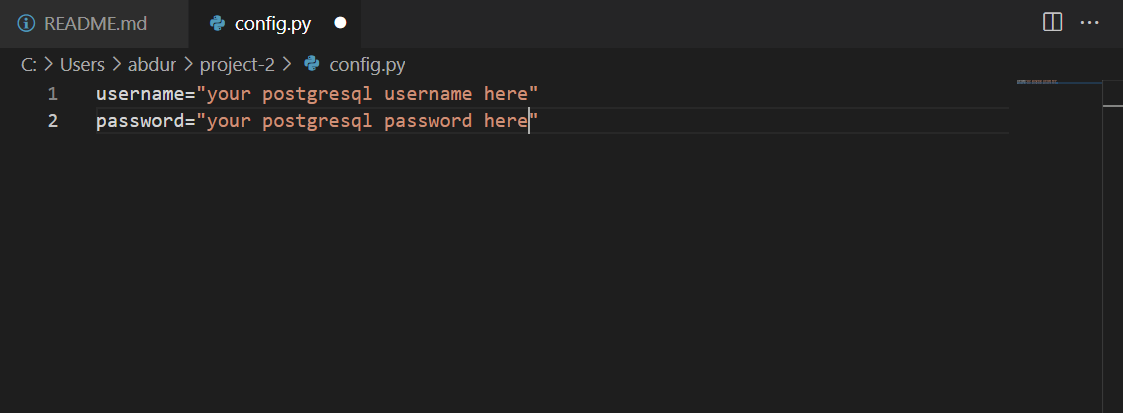 README.md config.py
C: > Users > abdur > project-2 > config.py
1 username="your postgresql username here"
2 password="your postgresql password here"